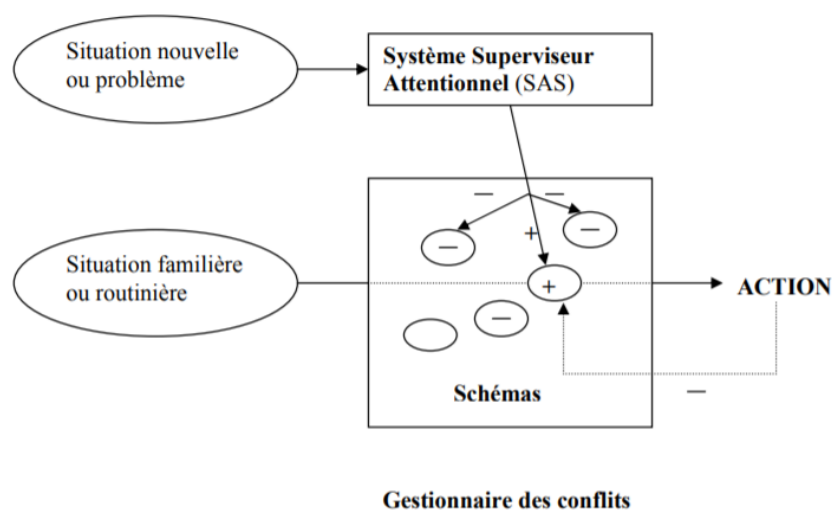 Situation nouvelle
ou problème
Système Superviseur
Attentionnel (SAS)
— —
— —
+
Situation familière
ou routinière
+
ACTION
—
—
Schémas
Gestionnaire des conflits